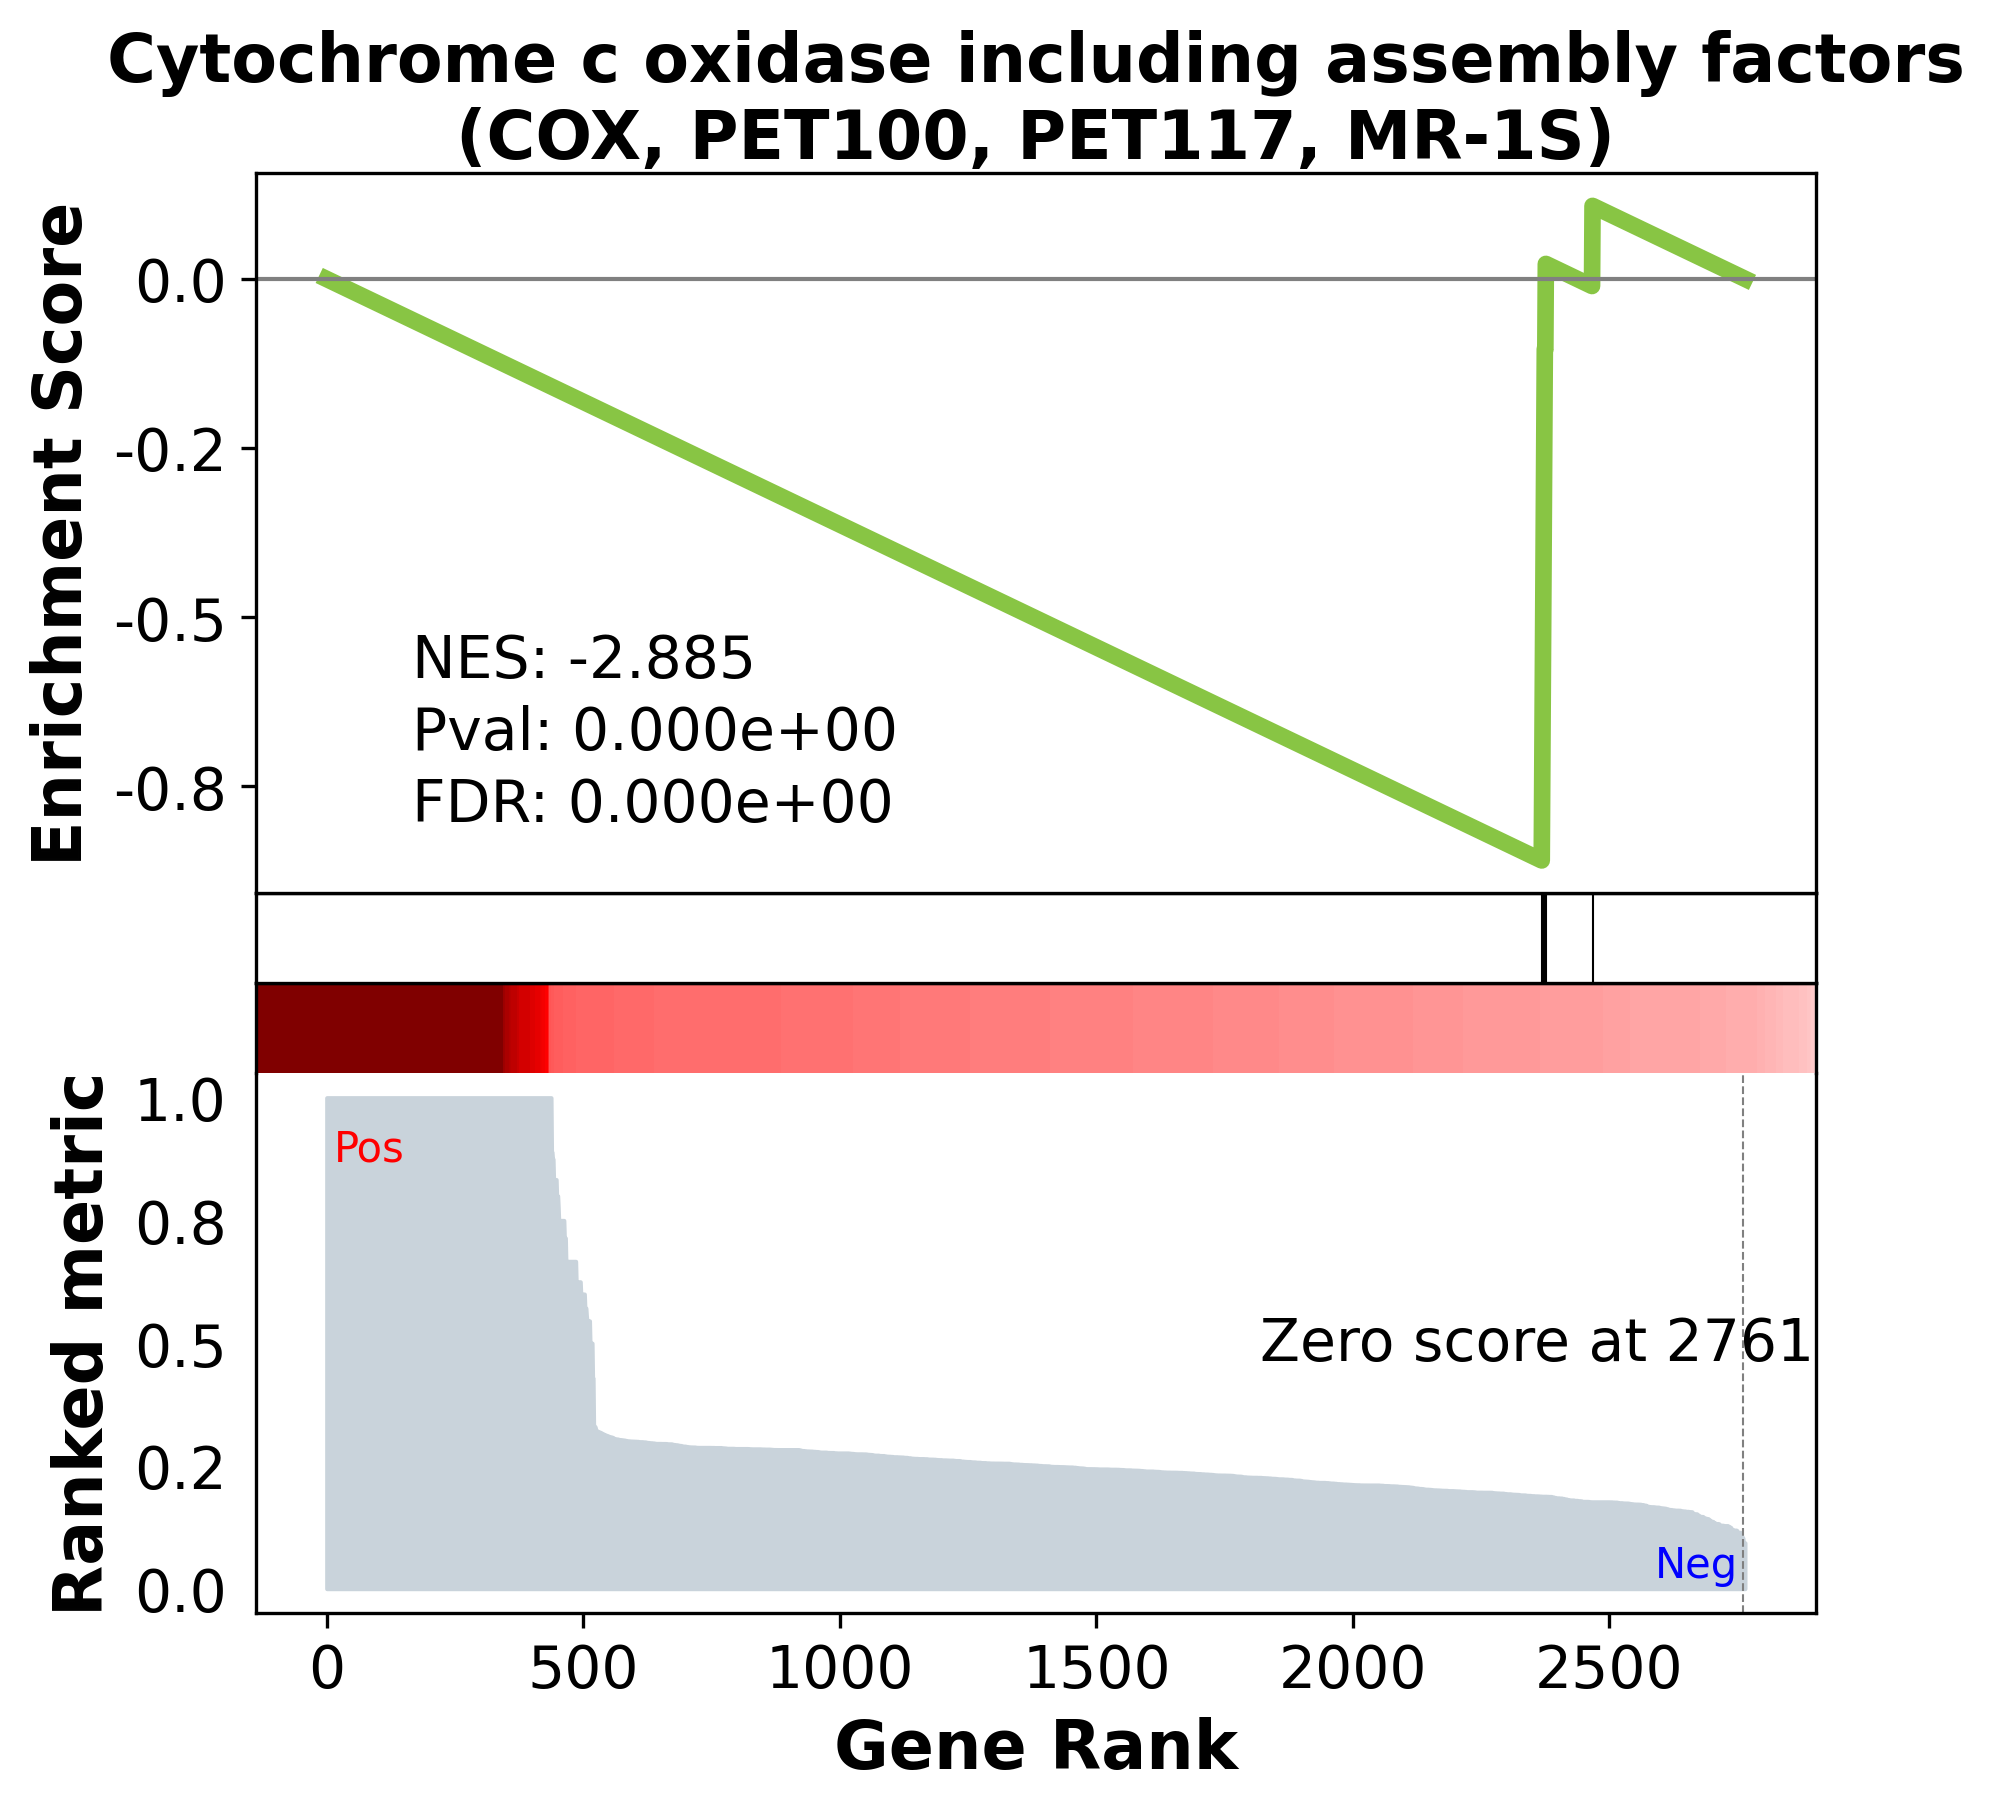 Cytochrome c oxidase including assembly factors
(COX, PET100, PET117, MR-1S)
Enrichment Score
0.0
-0.2
-0.5
-0.8
NES: -2.885
Pval: 0.000e+00
FDR: 0.000e+00
Ranked metric
1.0
0.8
0.5
0.2
0.0
Pos
Zero score at 2761
Neg
0
500
1000
1500
2000
2500
Gene Rank